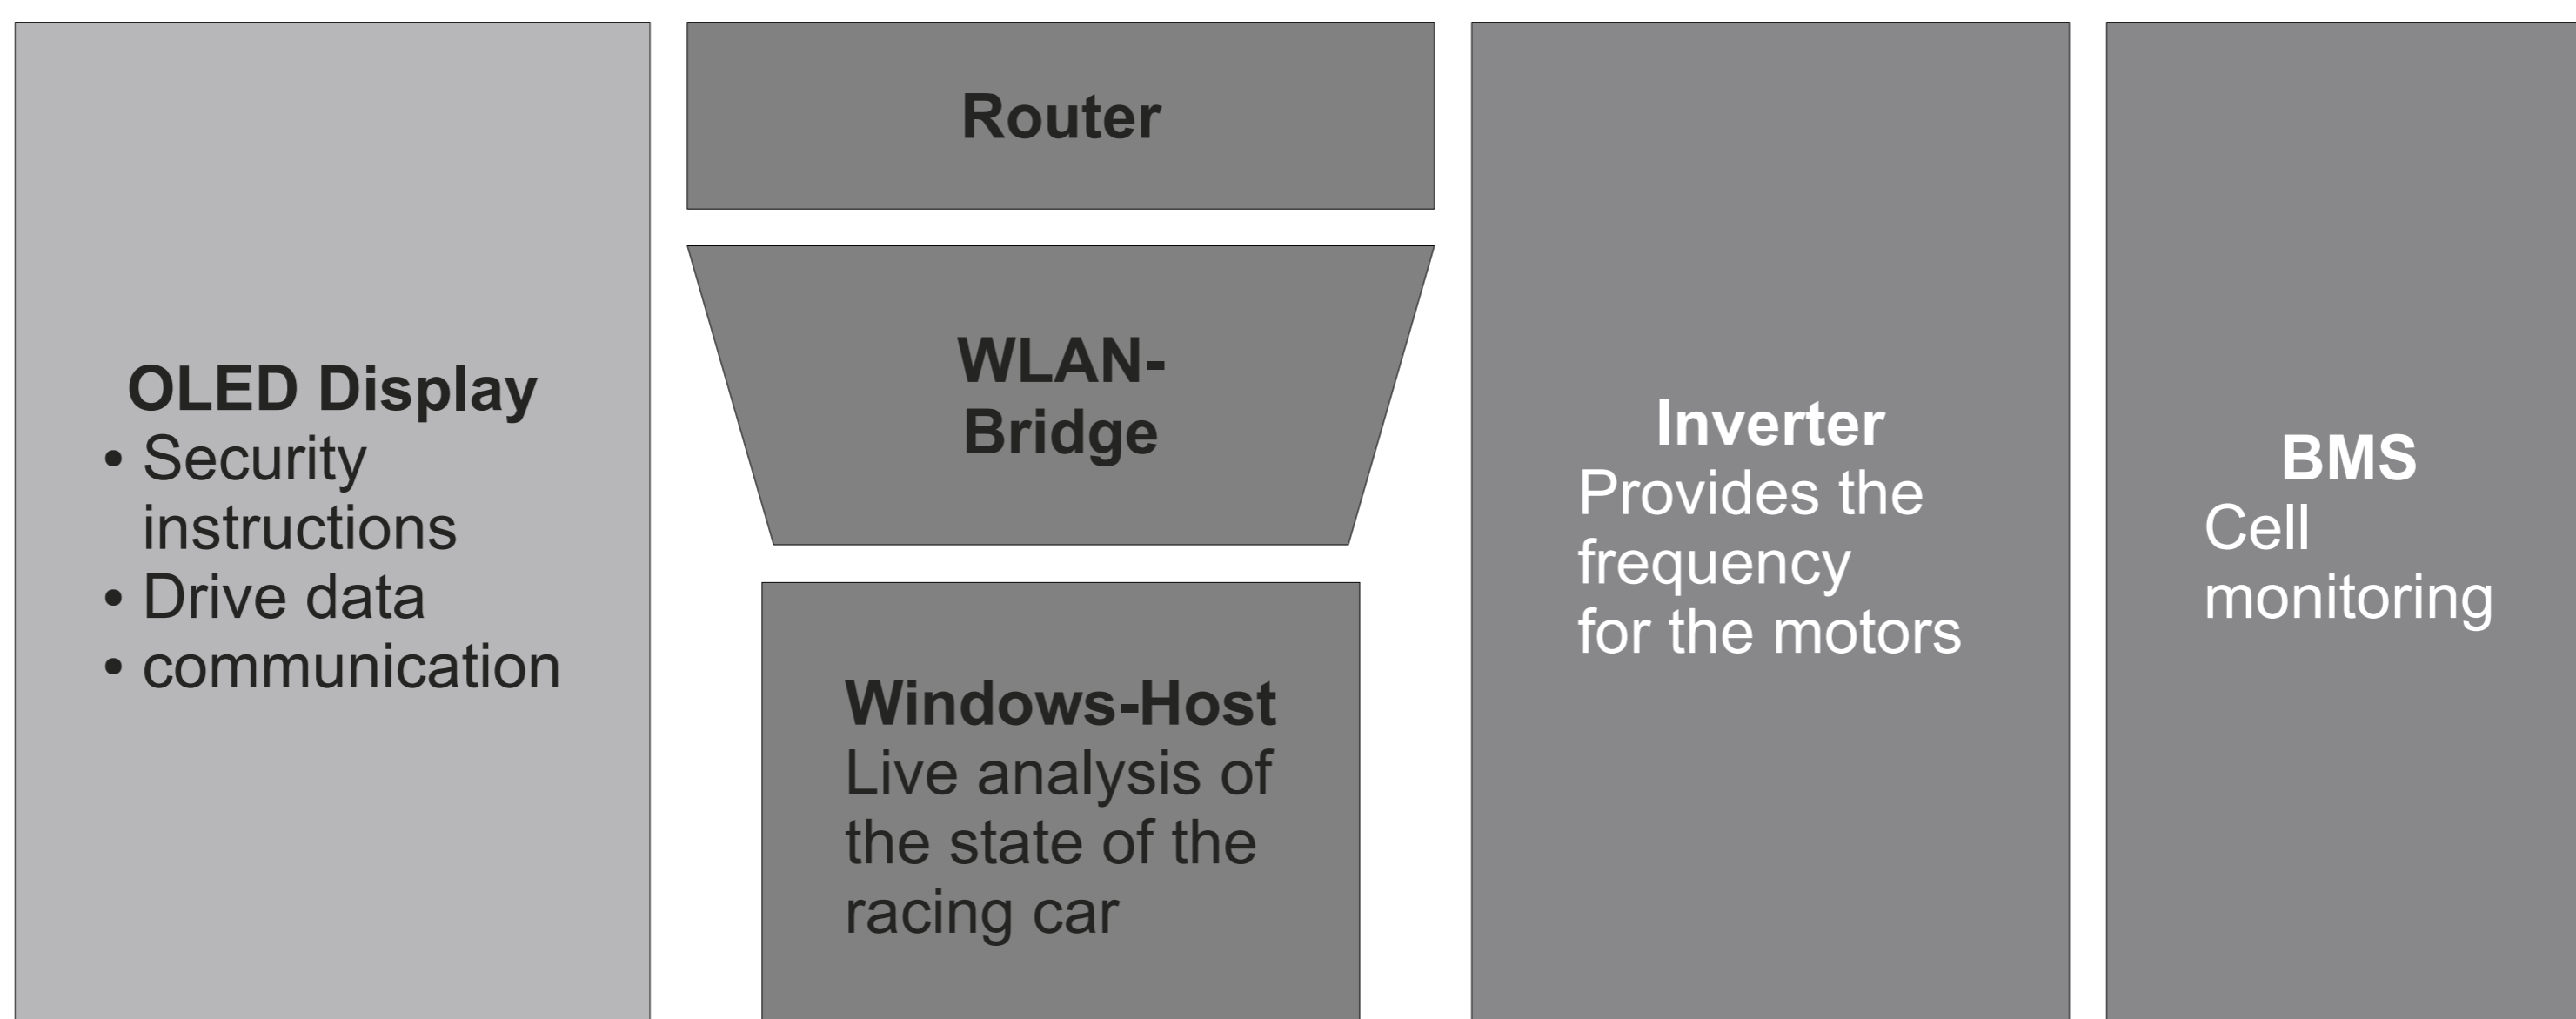 OLED Display
• Security
instructions
• Drive data
• communication
Router
WLAN-
Bridge
Windows-Host
Live analysis of
the state of the
racing car
Inverter
Provides the
frequency
for the motors
BMS
Cell
monitoring